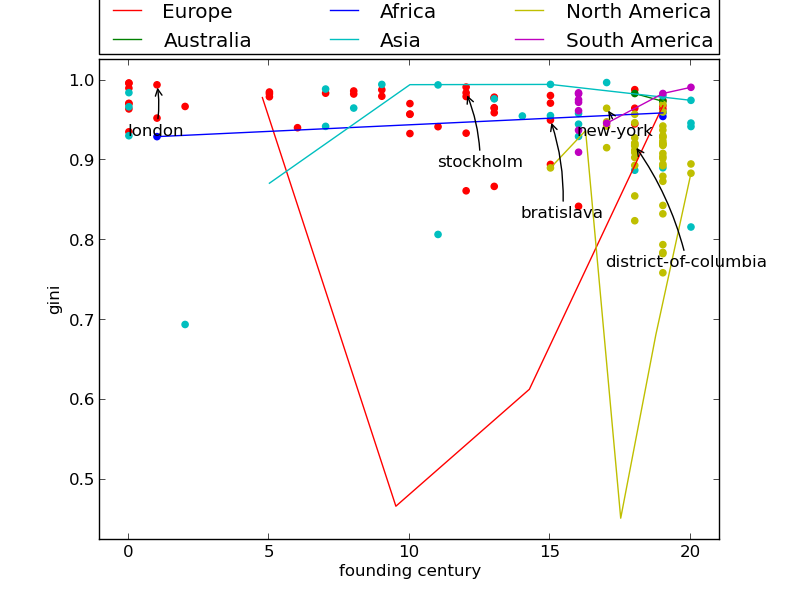 Europe Africa North America
Australia Asia South America
1.0
london
new-york
0.9
stockholm
bratislava
0.8
district-of-columbia
gini
0.7
0.6
0.5
0 5 10 15 20
founding century